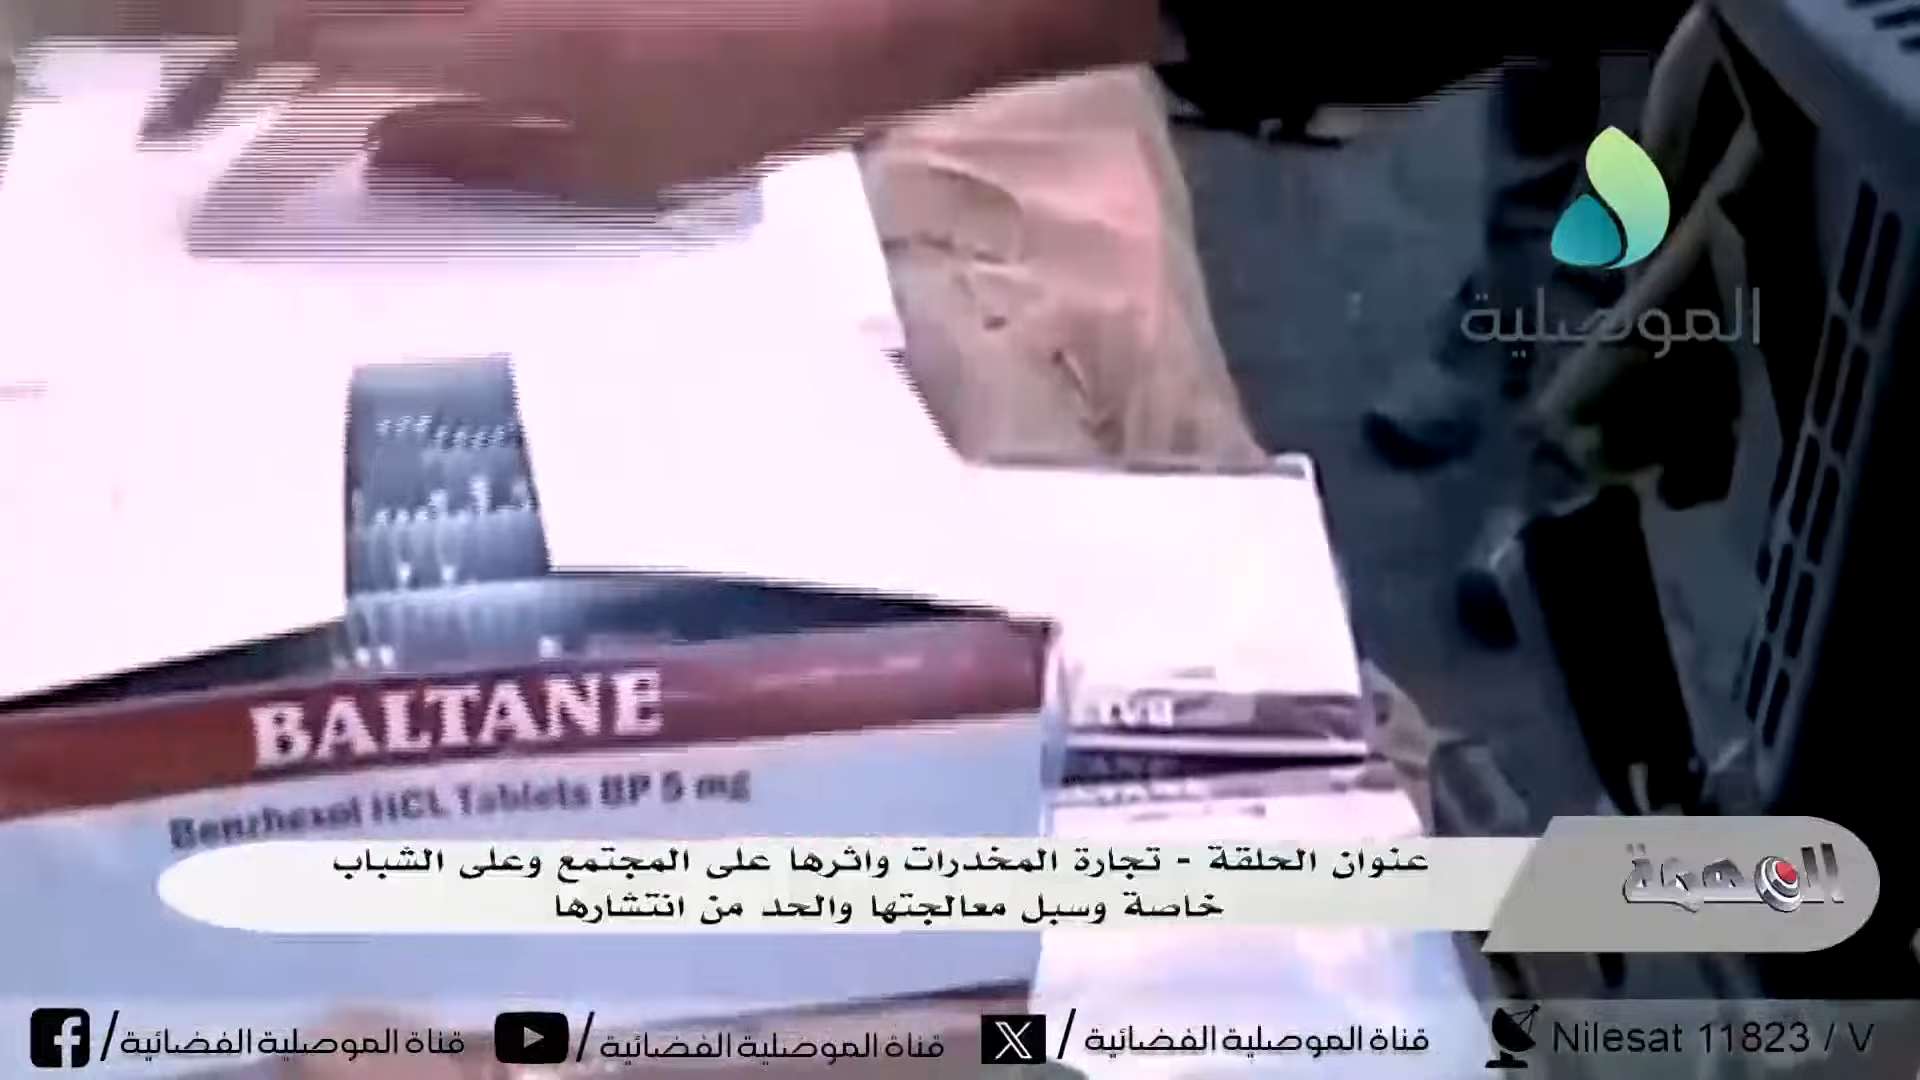 الموصلية
BALTANE
Benzhexol HCL Tablets BP 5 mg
عنوان الحلقة - تجارة المخدرات واثرها على المجتمع وعلى الشباب
خاصة وسبل معالجتها والحد من انتشارها
المهمة
/قناة الموصلية الفضائية
/قناة الموصلية الفضائية
/قناة الموصلية الفضائية
Nilesat 11823 / V